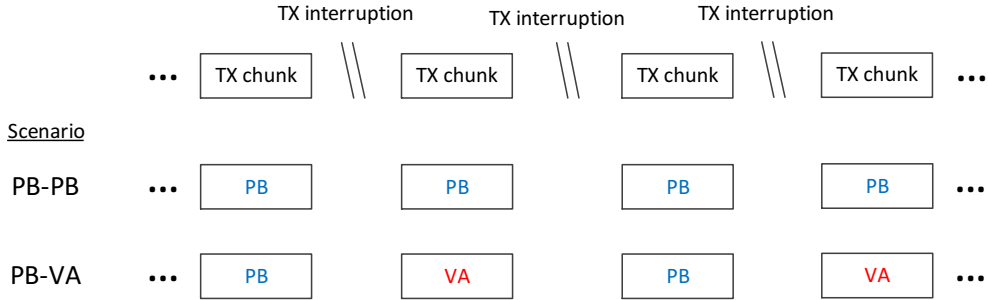 TX interruption TX interruption TX interruption
... TX chunk TX chunk TX chunk TX chunk ...
Scenario
PB-PB ... PB PB PB PB ...
PB-VA ... PB VA PB VA ...